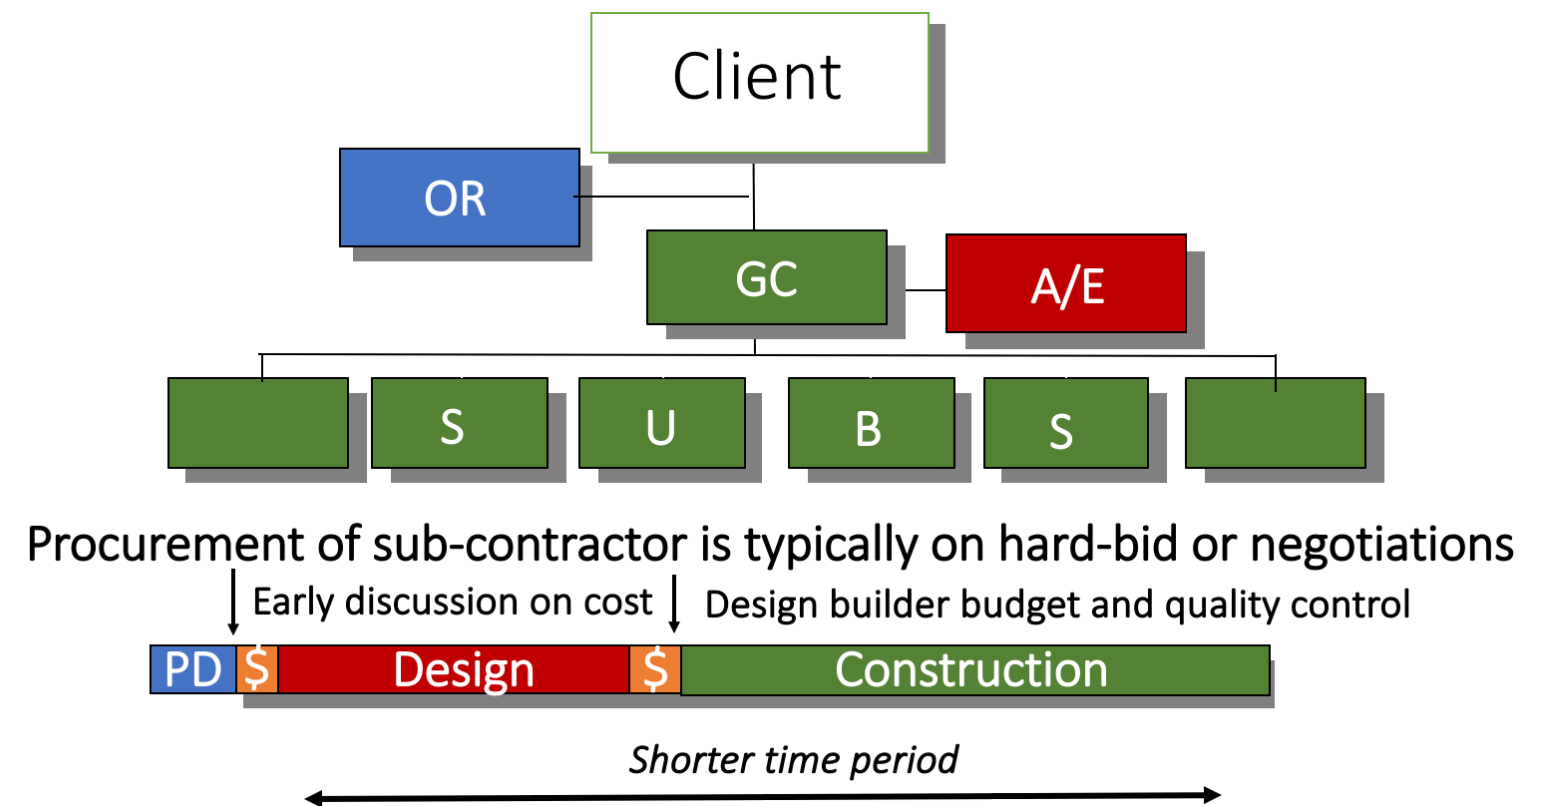 Client
OR
GC
A/E
S U B S
Procurement of sub-contractor is typically on hard-bid or negotiations
Early discussion on cost
Design builder budget and quality control
PD $ Design $ Construction
Shorter time period